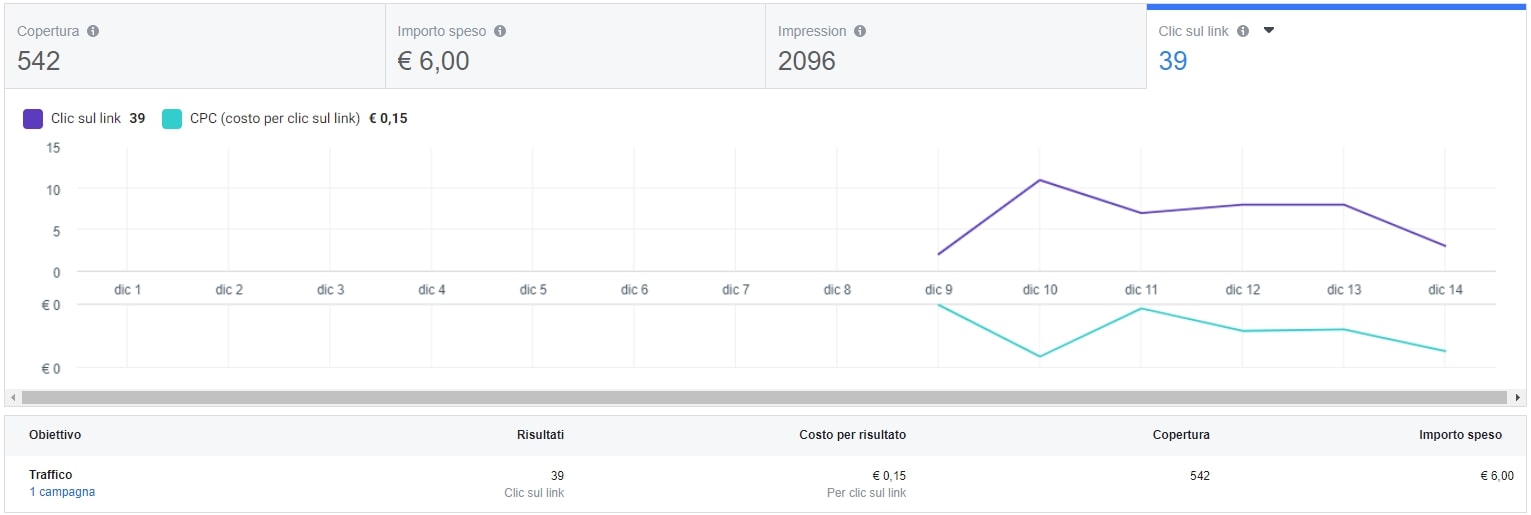 Copertura
542
Importo speso
€ 6,00
Impression
2096
Clic sul link
39
Clic sul link 39 CPC (costo per clic sul link) € 0,15
15
10
5
0
dic 1 dic 2 dic 3 dic 4 dic 5 dic 6 dic 7 dic 8 dic 9 dic 10 dic 11 dic 12 dic 13 dic 14
€ 0
€ 0
Obiettivo Risultati Costo per risultato Copertura Importo speso
Traffico 39 € 0,15 542 € 6,00
1 campagna Clic sul link Per clic sul link